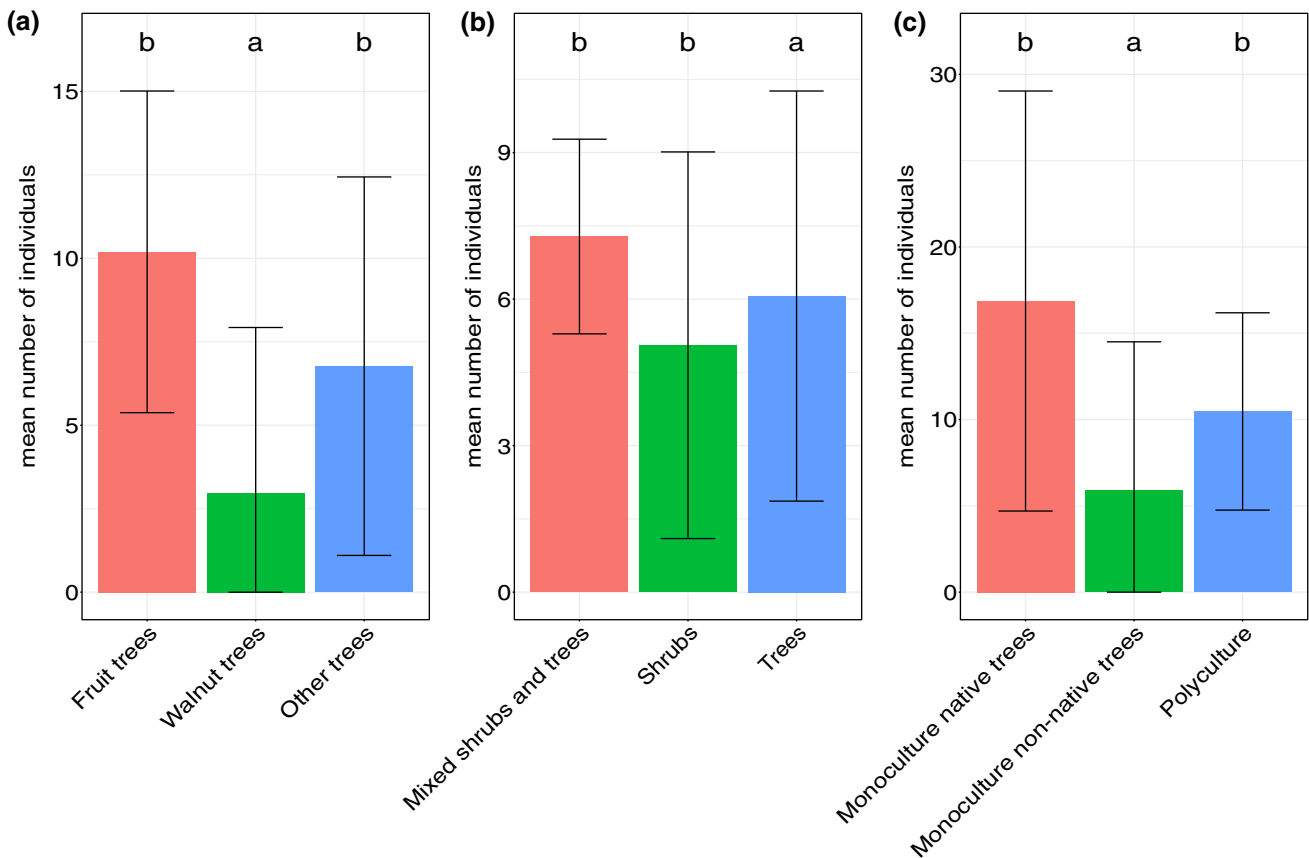 (a)
b a b
mean number of individuals
15
10
5
0
Fruit trees
Walnut trees
Other trees
(b)
b b a
mean number of individuals
9
6
3
0
Mixed shrubs and trees
Shrubs
Trees
(c)
b a b
mean number of individuals
30
20
10
0
Monoculture native trees
Monoculture non-native trees
Polyculture